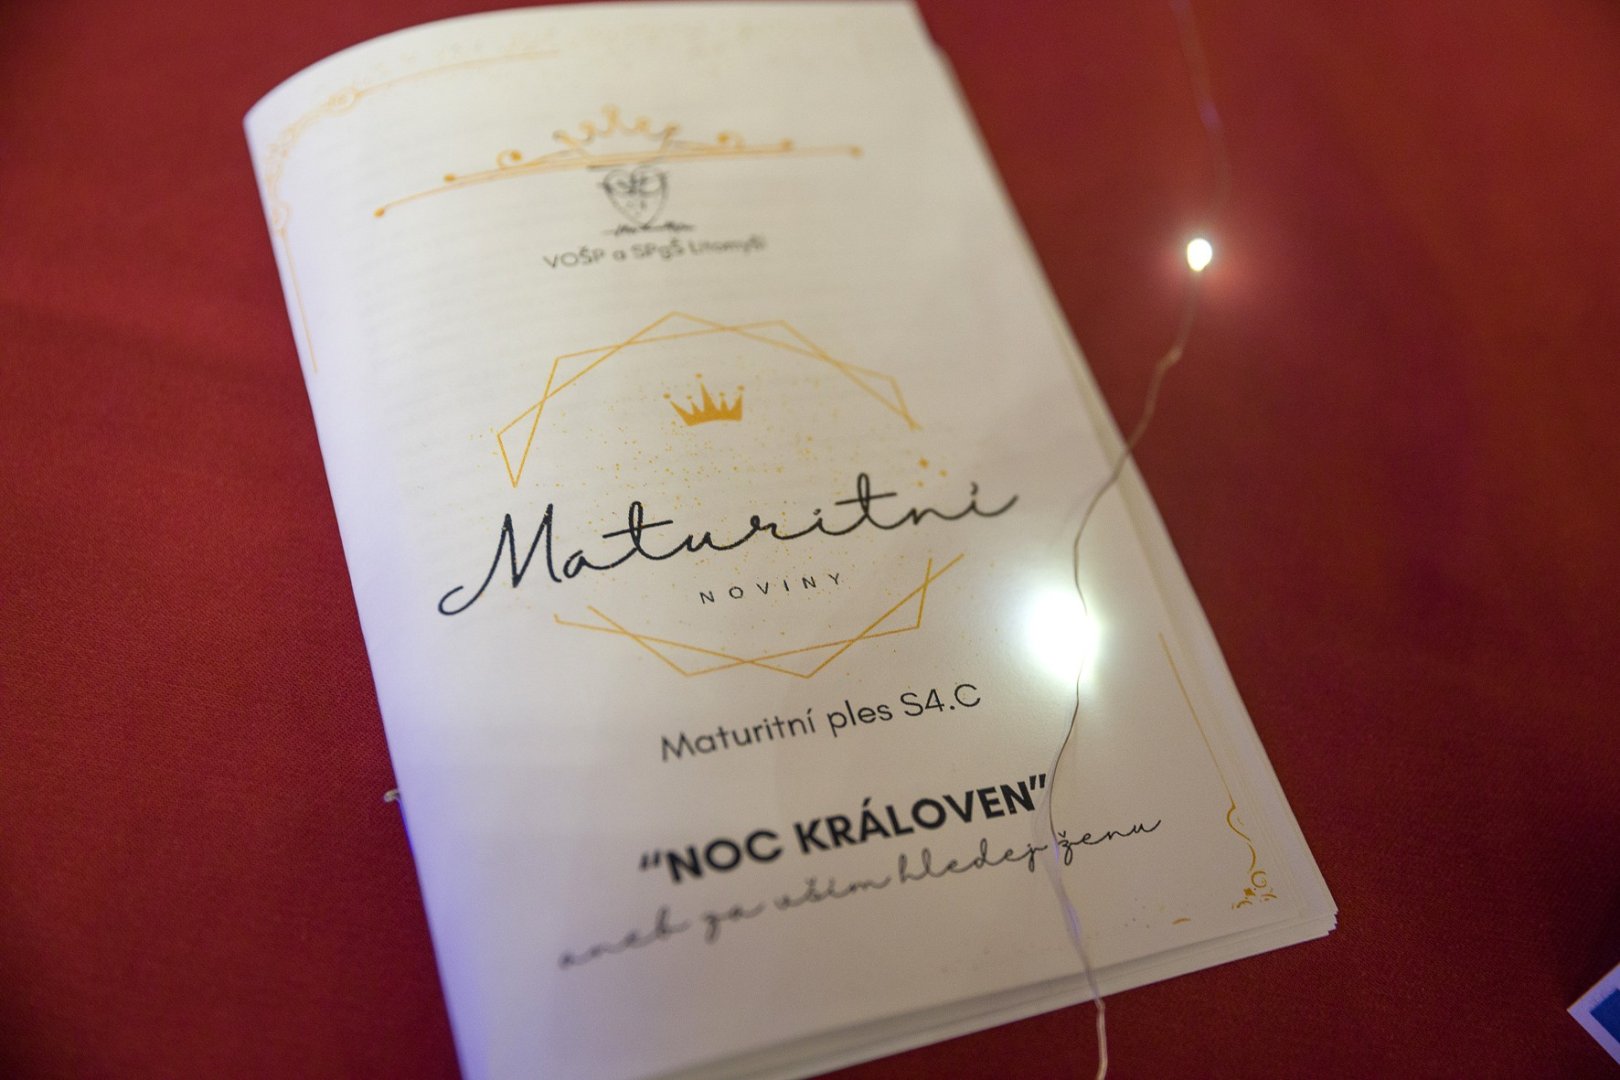 VOŠP a SPgŠ Litomyšl
Maturitní
NOVINY
Maturitní ples S4.C
“NOC KRÁLOVEN”
aneb za vším hledej ženu